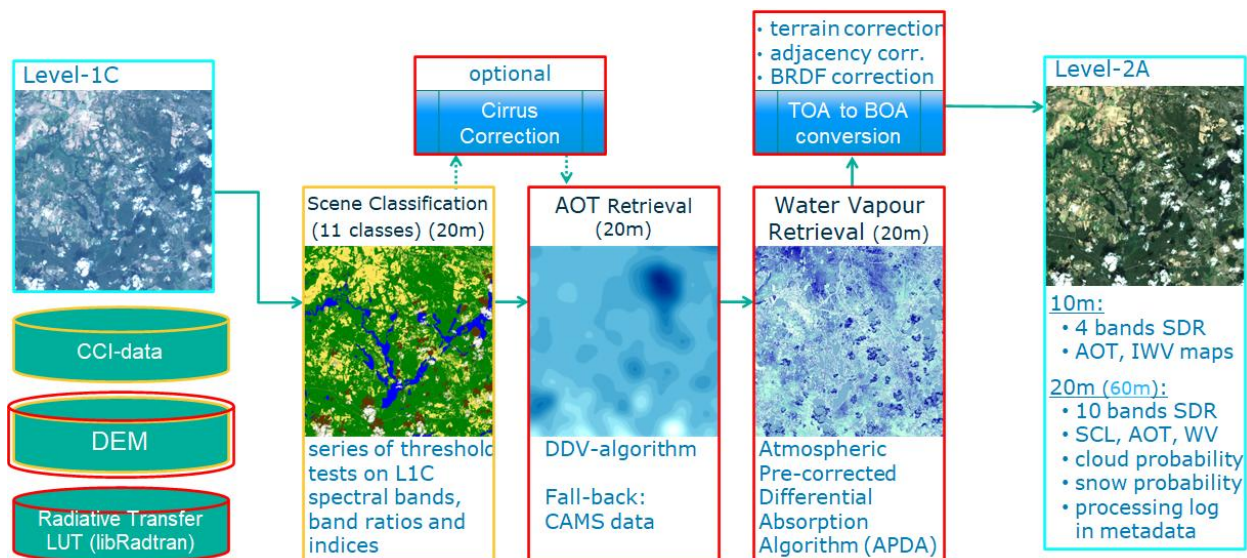 Level-1C
CCI-data
DEM
Radiative Transfer
LUT (libRadtran)
optional
Cirrus
Correction
Scene Classification
(11 classes) (20m)
series of threshold
tests on L1C
spectral bands,
band ratios and
indices
AOT Retrieval
(20m)
DDV-algorithm
Fall-back:
CAMS data
• terrain correction
• adjacency corr.
• BRDF correction
TOA to BOA
conversion
Water Vapour
Retrieval (20m)
Atmospheric
Pre-corrected
Differential
Absorption
Algorithm (APDA)
Level-2A
10m:
• 4 bands SDR
• AOT, IWV maps
20m (60m):
• 10 bands SDR
• SCL, AOT, WV
• cloud probability
• snow probability
• processing log
in metadata